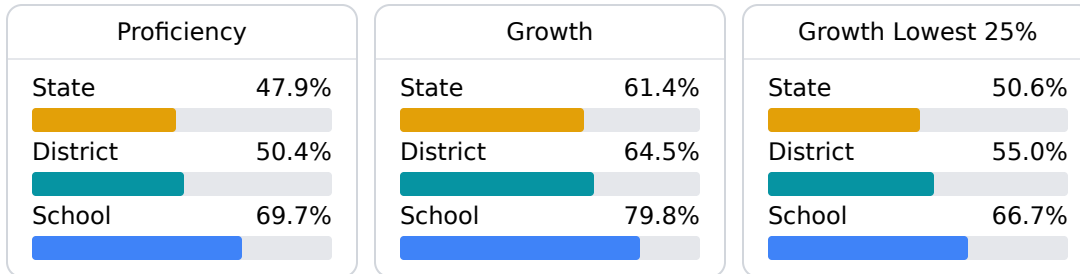 Proficiency
State 47.9%
District 50.4%
School 69.7%
Growth
State 61.4%
District 64.5%
School 79.8%
Growth Lowest 25%
State 50.6%
District 55.0%
School 66.7%